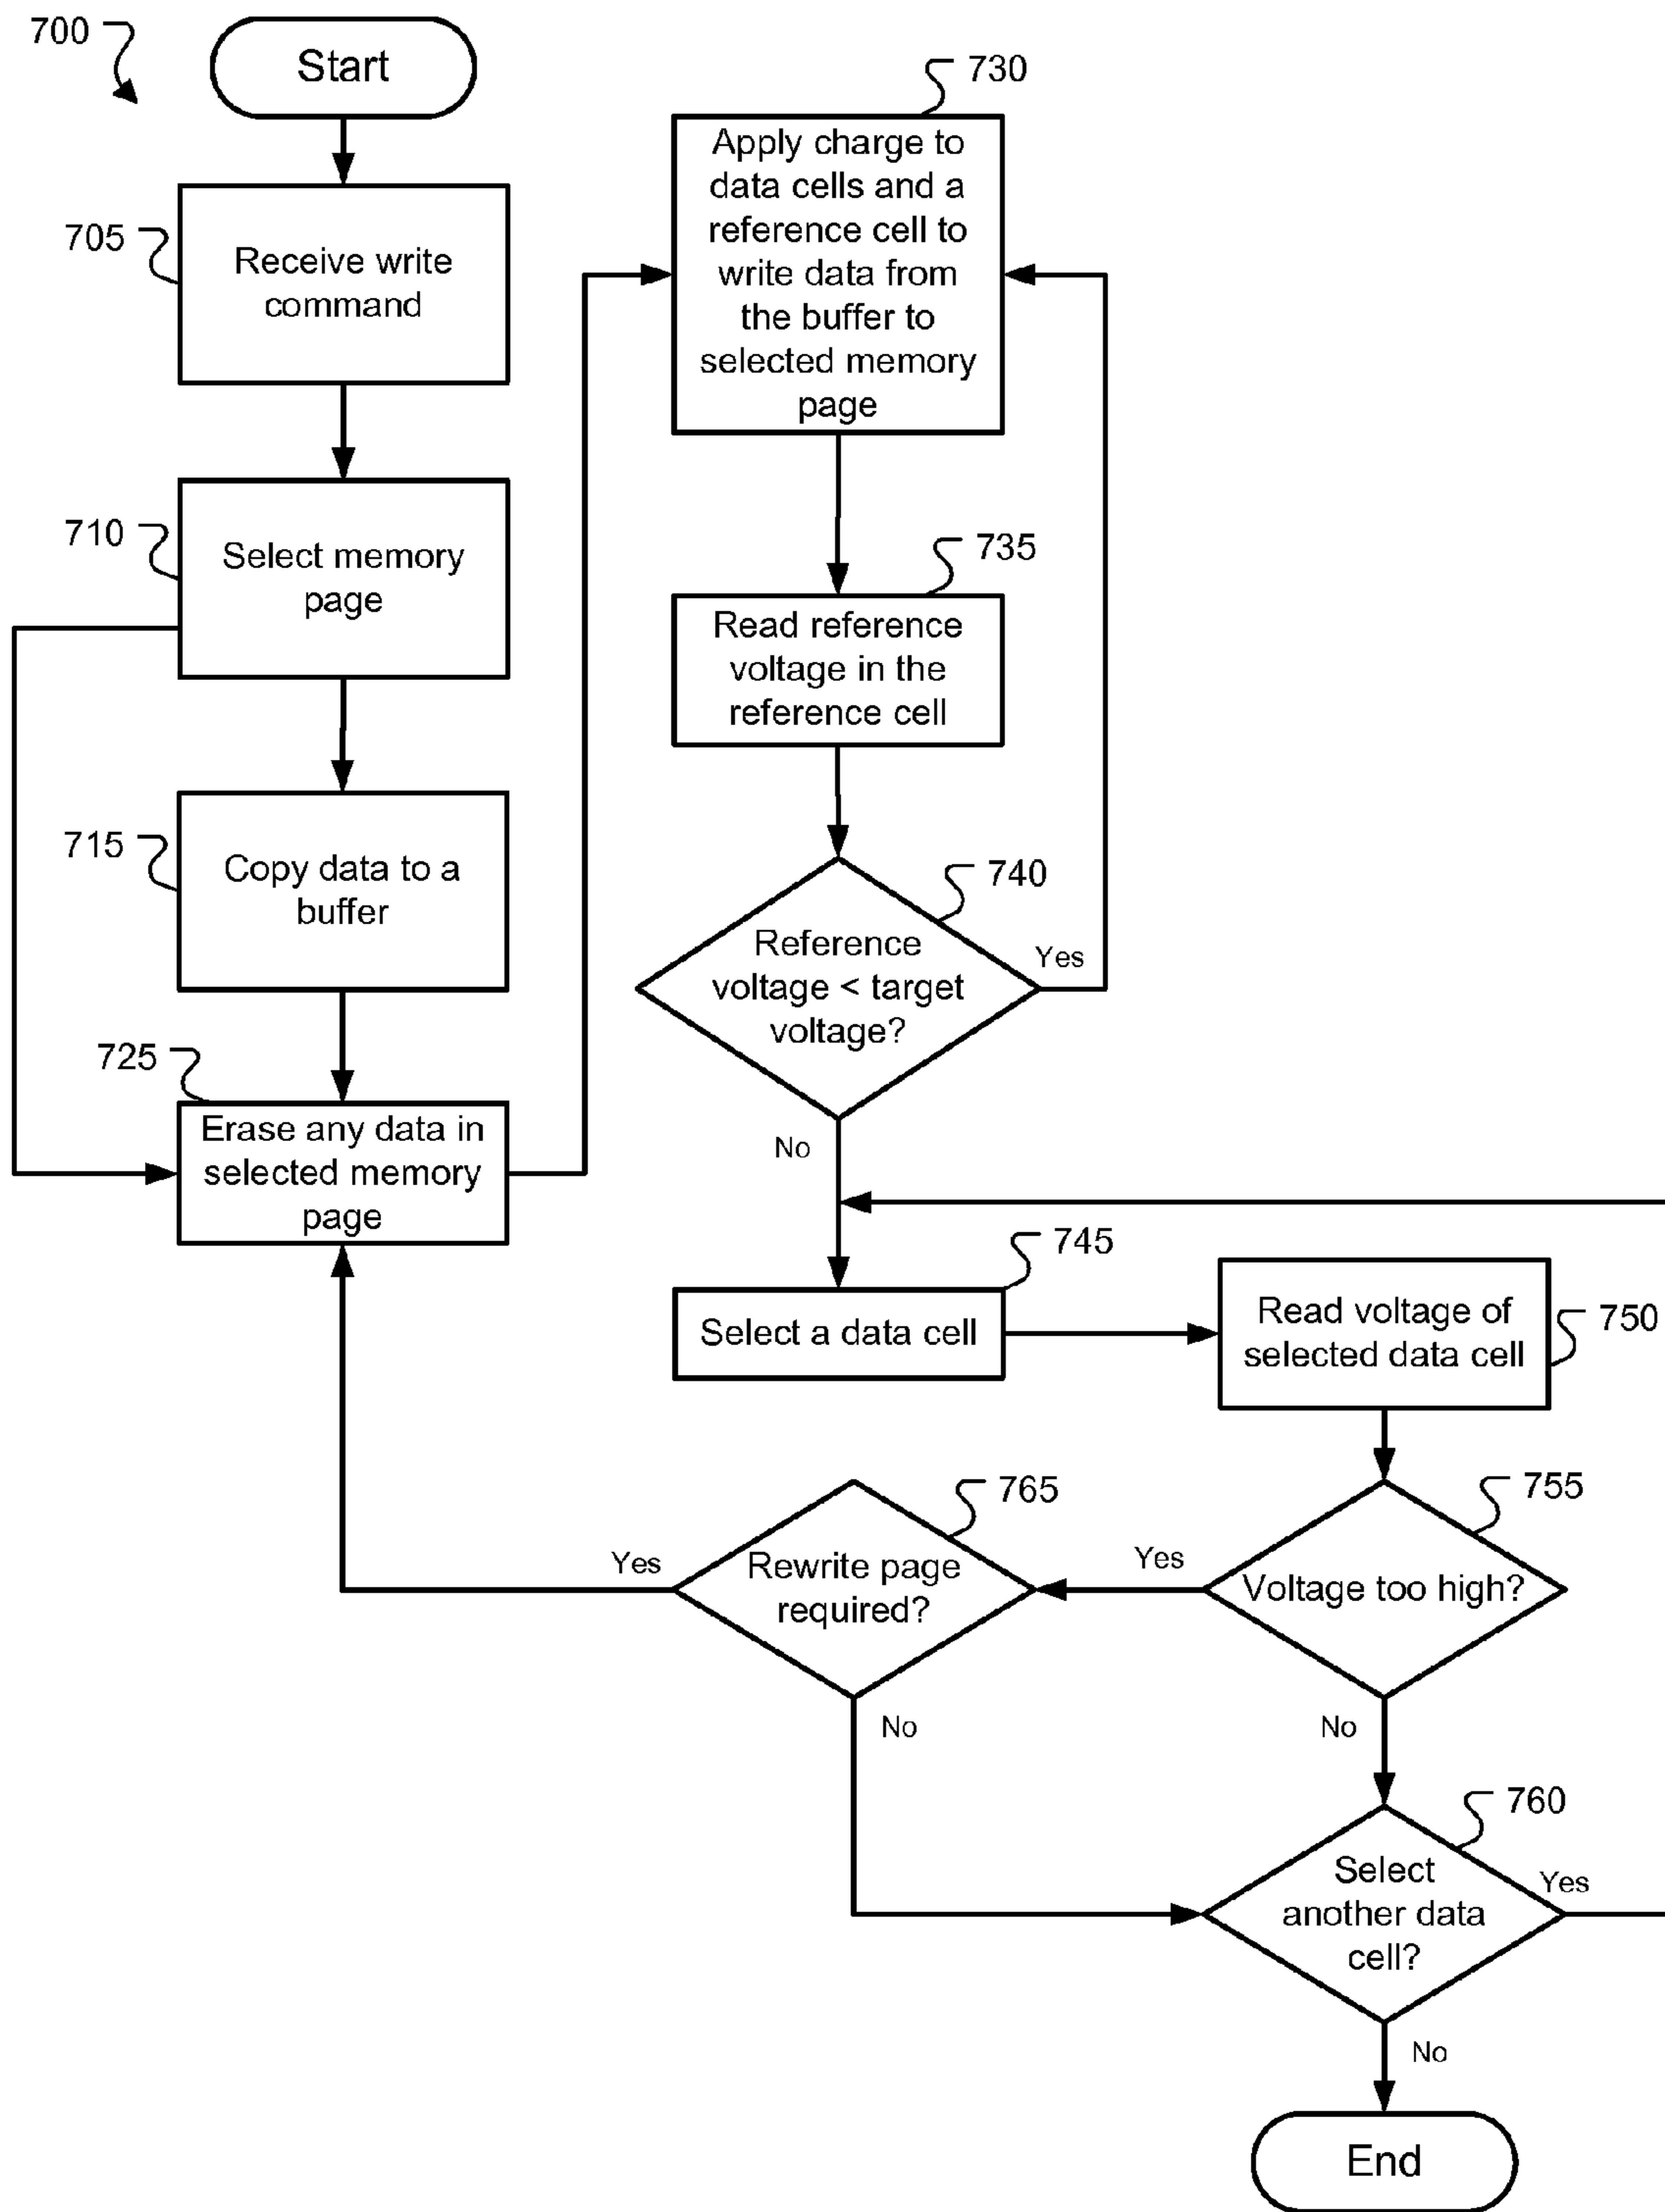 700
Start
705
Receive write
command
710
Select memory
page
715
Copy data to a
buffer
725
Erase any data in
selected memory
page
730
Apply charge to
data cells and a
reference cell to
write data from
the buffer to
selected memory
page
735
Read reference
voltage in the
reference cell
740
Reference
voltage < target
voltage?
Yes
No
745
Select a data cell
Read voltage of
selected data cell
750
755
Voltage too high?
Yes
No
765
Rewrite page
required?
Yes
No
760
Select
another data
cell?
Yes
No
End